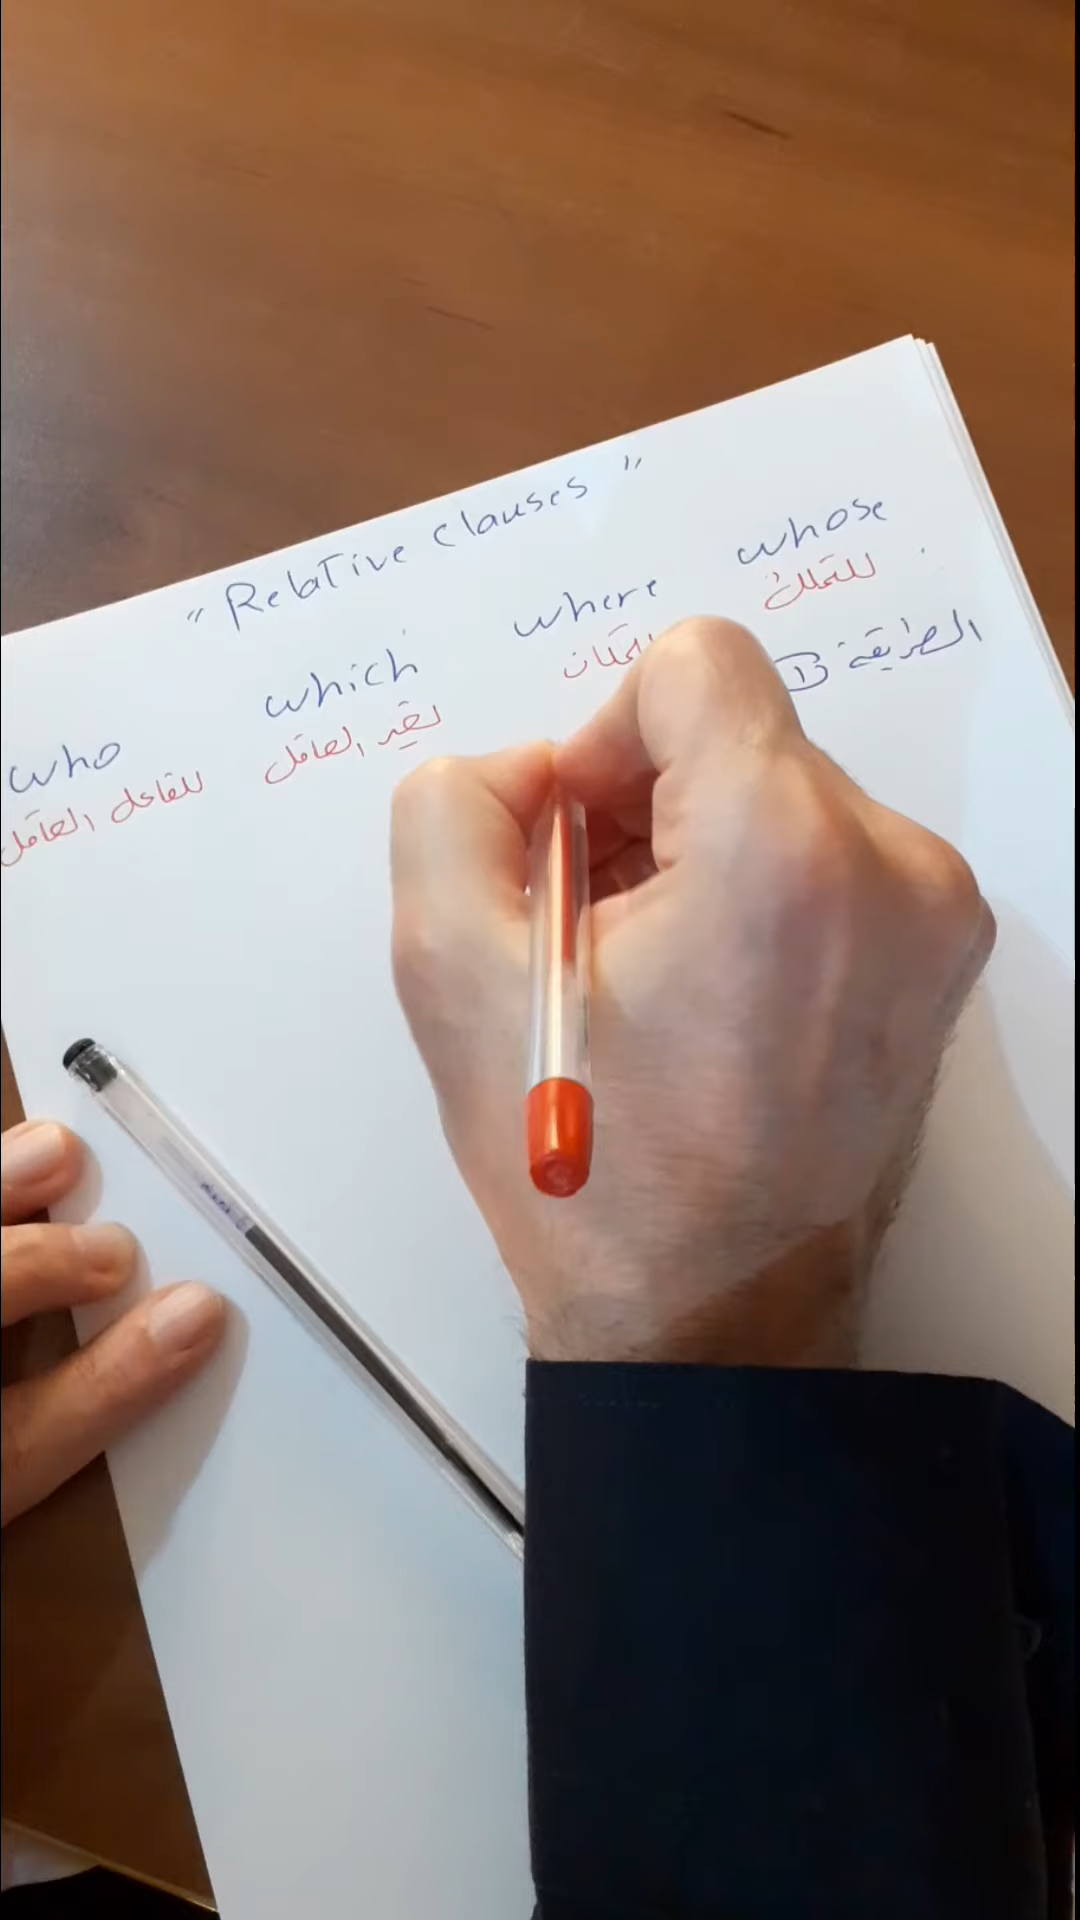 " Relative Clauses "
who which where whose
للفاعل العاقل لغير العاقل للمكان للتملك
الطريقة ①